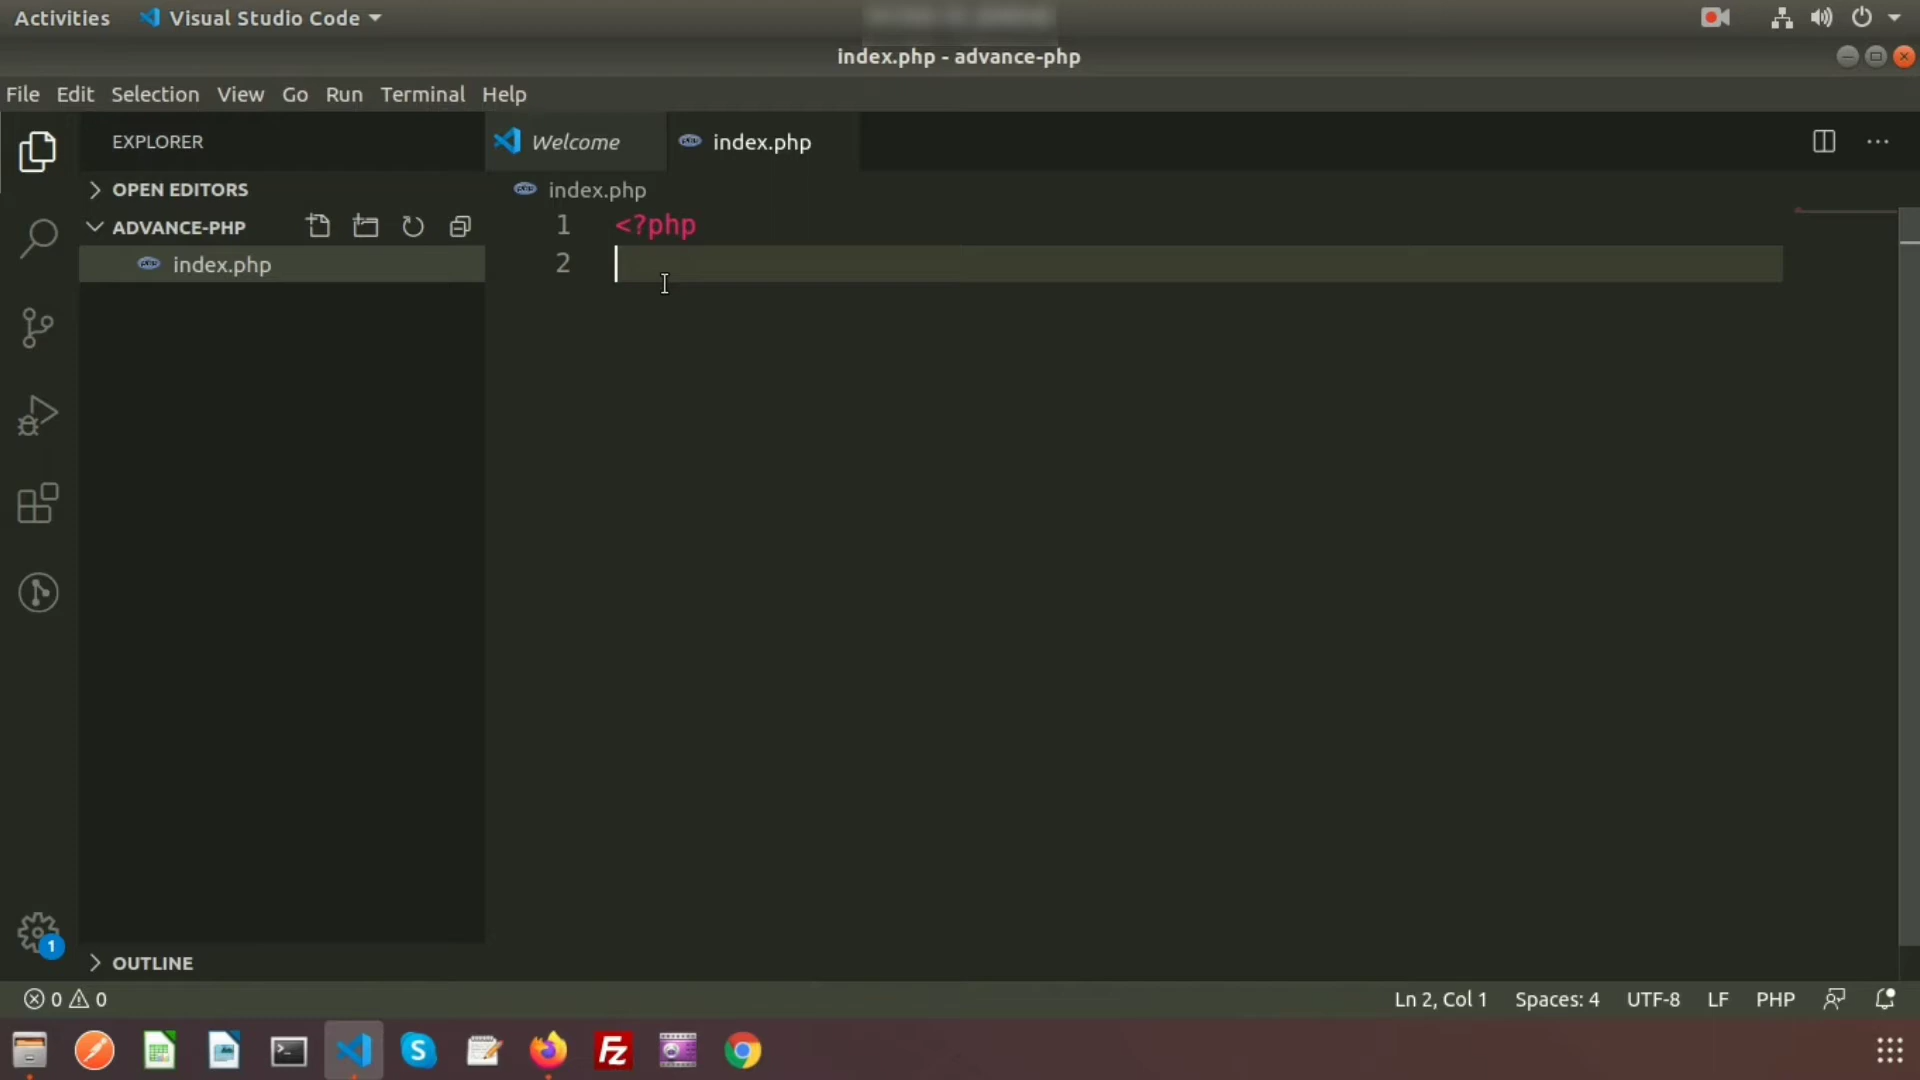 Activities Visual Studio Code
index.php - advance-php
File Edit Selection View Go Run Terminal Help
EXPLORER
Welcome
index.php
OPEN EDITORS
index.php
ADVANCE-PHP
index.php
1 <?php
2
1
OUTLINE
0 0
Ln 2, Col 1 Spaces: 4 UTF-8 LF PHP
S
Fz